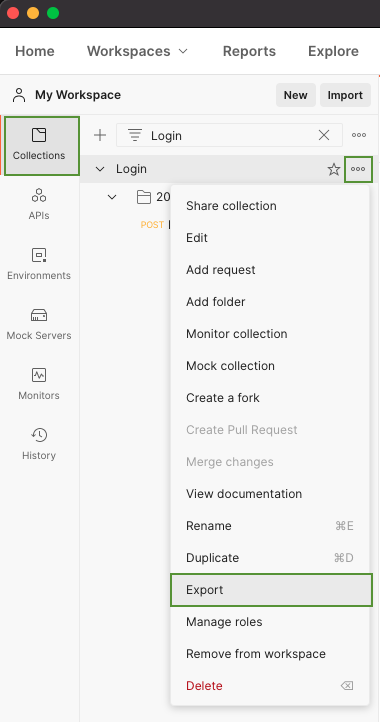 Home Workspaces Reports Explore
My Workspace New Import
Collections
APIs
Environments
Mock Servers
Monitors
History
Login
Login
20
POST
Share collection
Edit
Add request
Add folder
Monitor collection
Mock collection
Create a fork
Create Pull Request
Merge changes
View documentation
Rename ⌘E
Duplicate ⌘D
Export
Manage roles
Remove from workspace
Delete